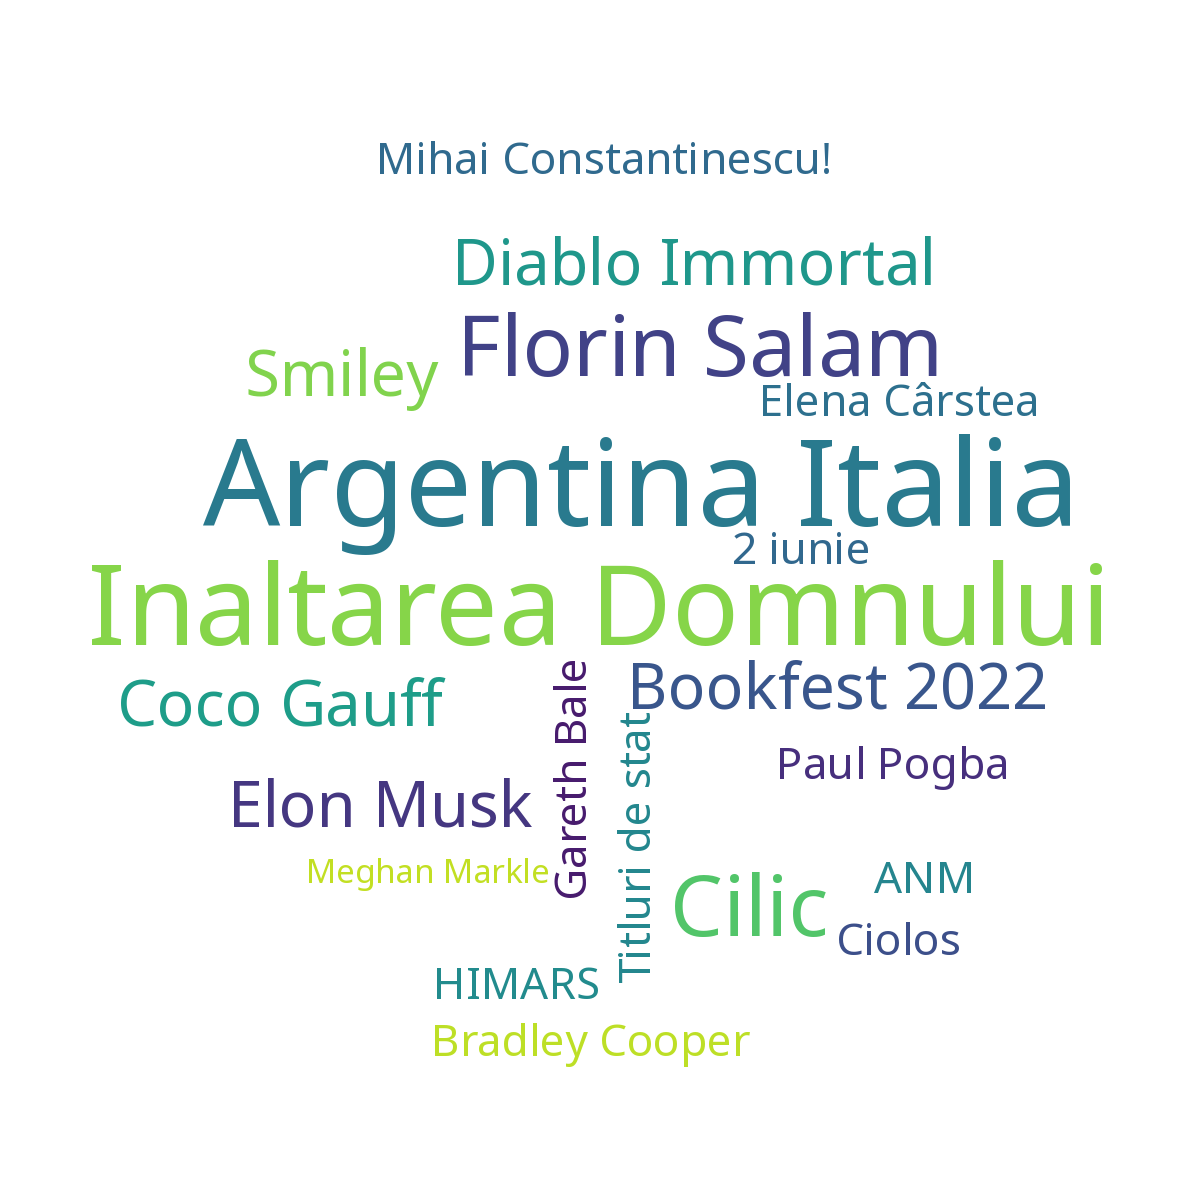 Mihai Constantinescu!
Diablo Immortal
Florin Salam
Smiley
Elena Cârstea
Argentina Italia
2 iunie
Inaltarea Domnului
Coco Gauff
Gareth Bale
Bookfest 2022
Titluri de stat
Paul Pogba
Elon Musk
Meghan Markle
Cilic
ANM
Ciolos
HIMARS
Bradley Cooper